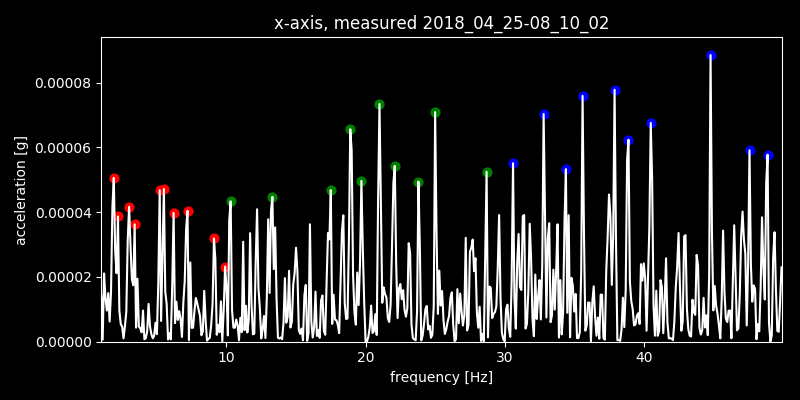 x-axis, measured 2018_04_25-08_10_02
0.00008
0.00006
0.00004
0.00002
0.00000
acceleration [g]
10 20 30 40
frequency [Hz]